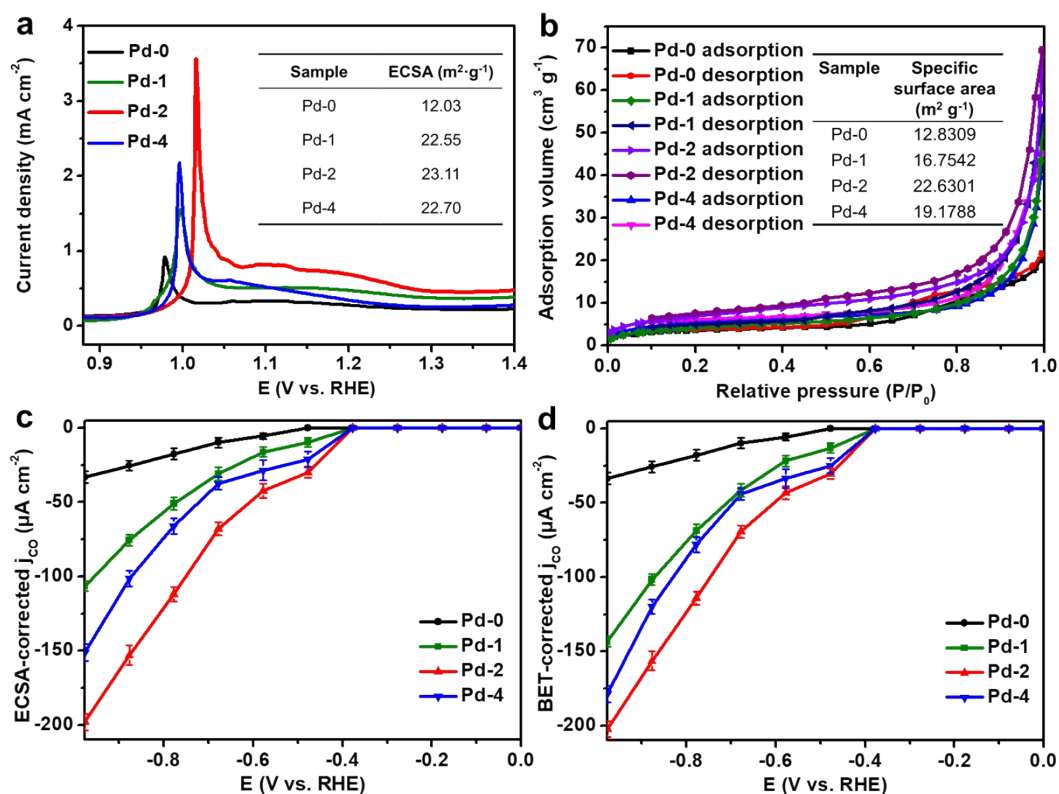 a
Current density (mA cm⁻²)
4
3
2
1
0
Pd-0
Pd-1
Pd-2
Pd-4
Sample ECSA (m²·g⁻¹)
Pd-0 12.03
Pd-1 22.55
Pd-2 23.11
Pd-4 22.70
0.9 1.0 1.1 1.2 1.3 1.4
E (V vs. RHE)
b
Adsorption volume (cm³ g⁻¹)
70
60
50
40
30
20
10
0
Pd-0 adsorption
Pd-0 desorption
Pd-1 adsorption
Pd-1 desorption
Pd-2 adsorption
Pd-2 desorption
Pd-4 adsorption
Pd-4 desorption
Sample Specific
surface area
(m² g⁻¹)
Pd-0 12.8309
Pd-1 16.7542
Pd-2 22.6301
Pd-4 19.1788
0.0 0.2 0.4 0.6 0.8 1.0
Relative pressure (P/P₀)
c
ECSA-corrected j_CO (µA cm⁻²)
0
-50
-100
-150
-200
Pd-0
Pd-1
Pd-2
Pd-4
-0.8 -0.6 -0.4 -0.2 0.0
E (V vs. RHE)
d
BET-corrected j_CO (µA cm⁻²)
0
-50
-100
-150
-200
Pd-0
Pd-1
Pd-2
Pd-4
-0.8 -0.6 -0.4 -0.2 0.0
E (V vs. RHE)